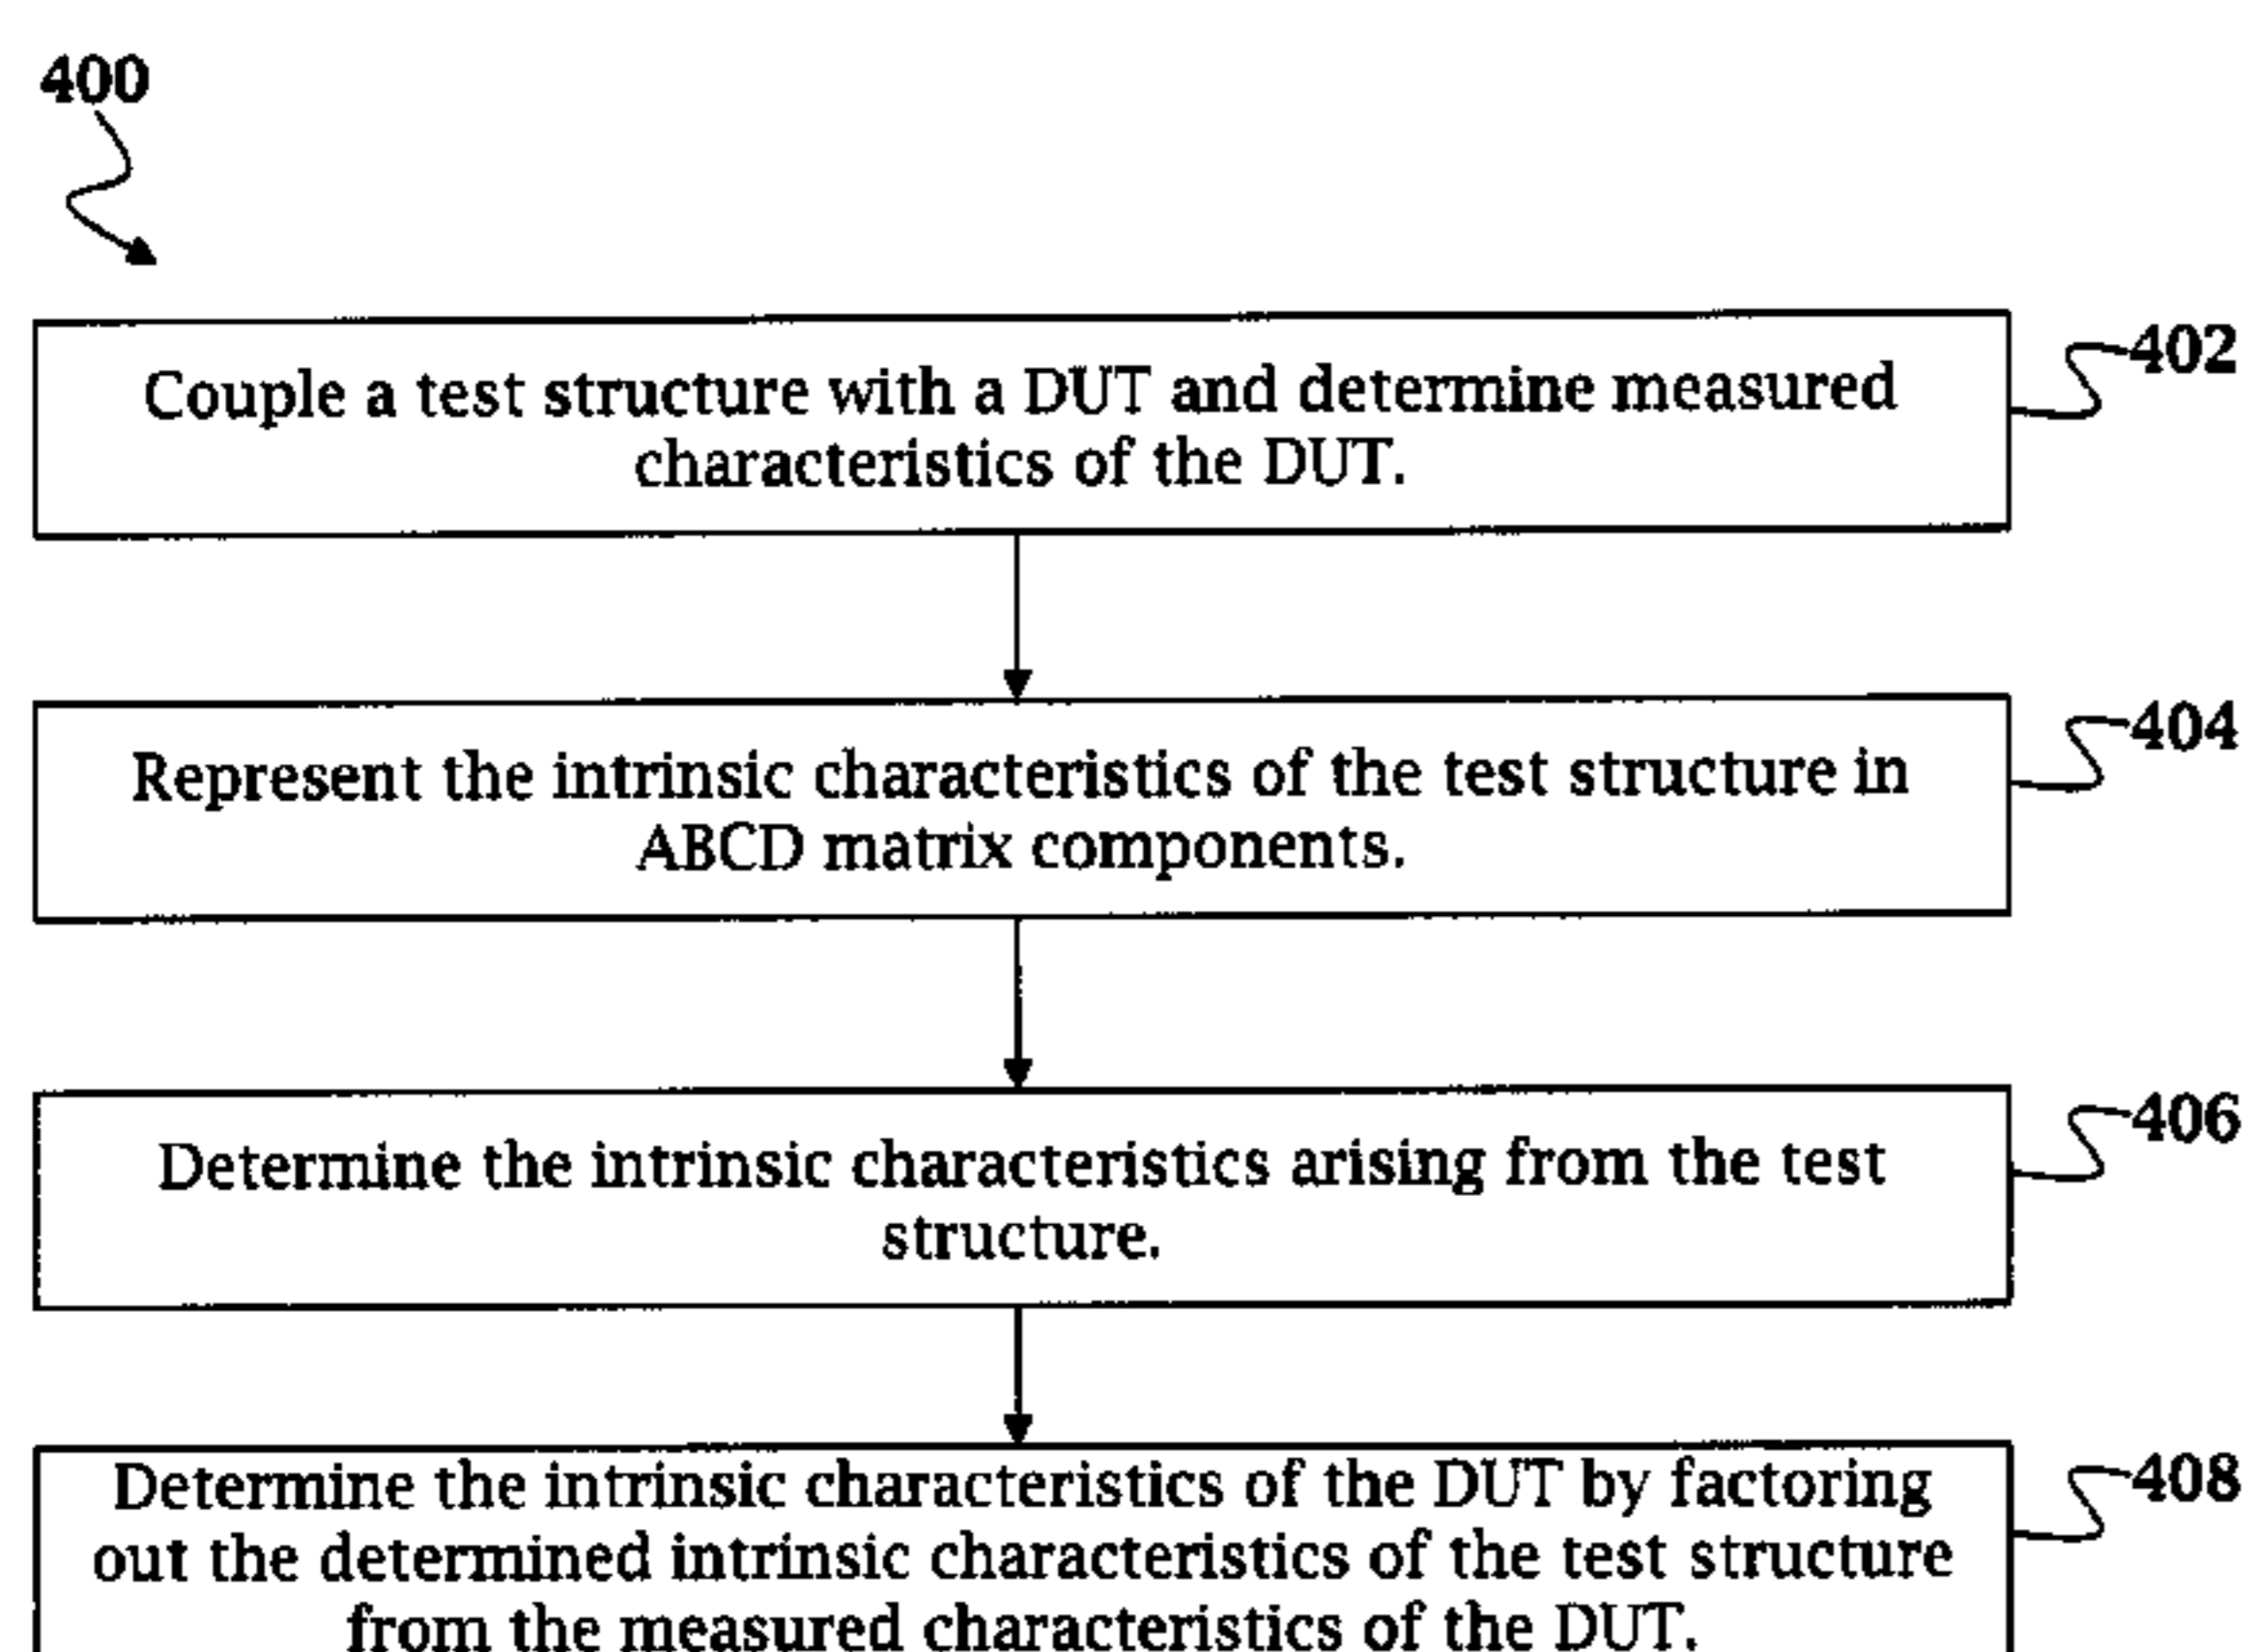 400
Couple a test structure with a DUT and determine measured
characteristics of the DUT.
402
Represent the intrinsic characteristics of the test structure in
ABCD matrix components.
404
Determine the intrinsic characteristics arising from the test
structure.
406
Determine the intrinsic characteristics of the DUT by factoring
out the determined intrinsic characteristics of the test structure
from the measured characteristics of the DUT.
408